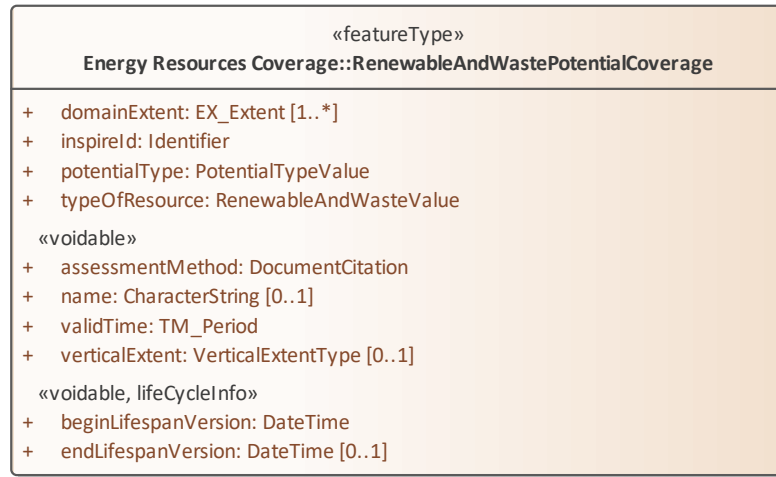 «featureType»
Energy Resources Coverage::RenewableAndWastePotentialCoverage
+ domainExtent: EX_Extent [1..*]
+ inspireId: Identifier
+ potentialType: PotentialTypeValue
+ typeOfResource: RenewableAndWasteValue
«voidable»
+ assessmentMethod: DocumentCitation
+ name: CharacterString [0..1]
+ validTime: TM_Period
+ verticalExtent: VerticalExtentType [0..1]
«voidable, lifeCycleInfo»
+ beginLifespanVersion: DateTime
+ endLifespanVersion: DateTime [0..1]